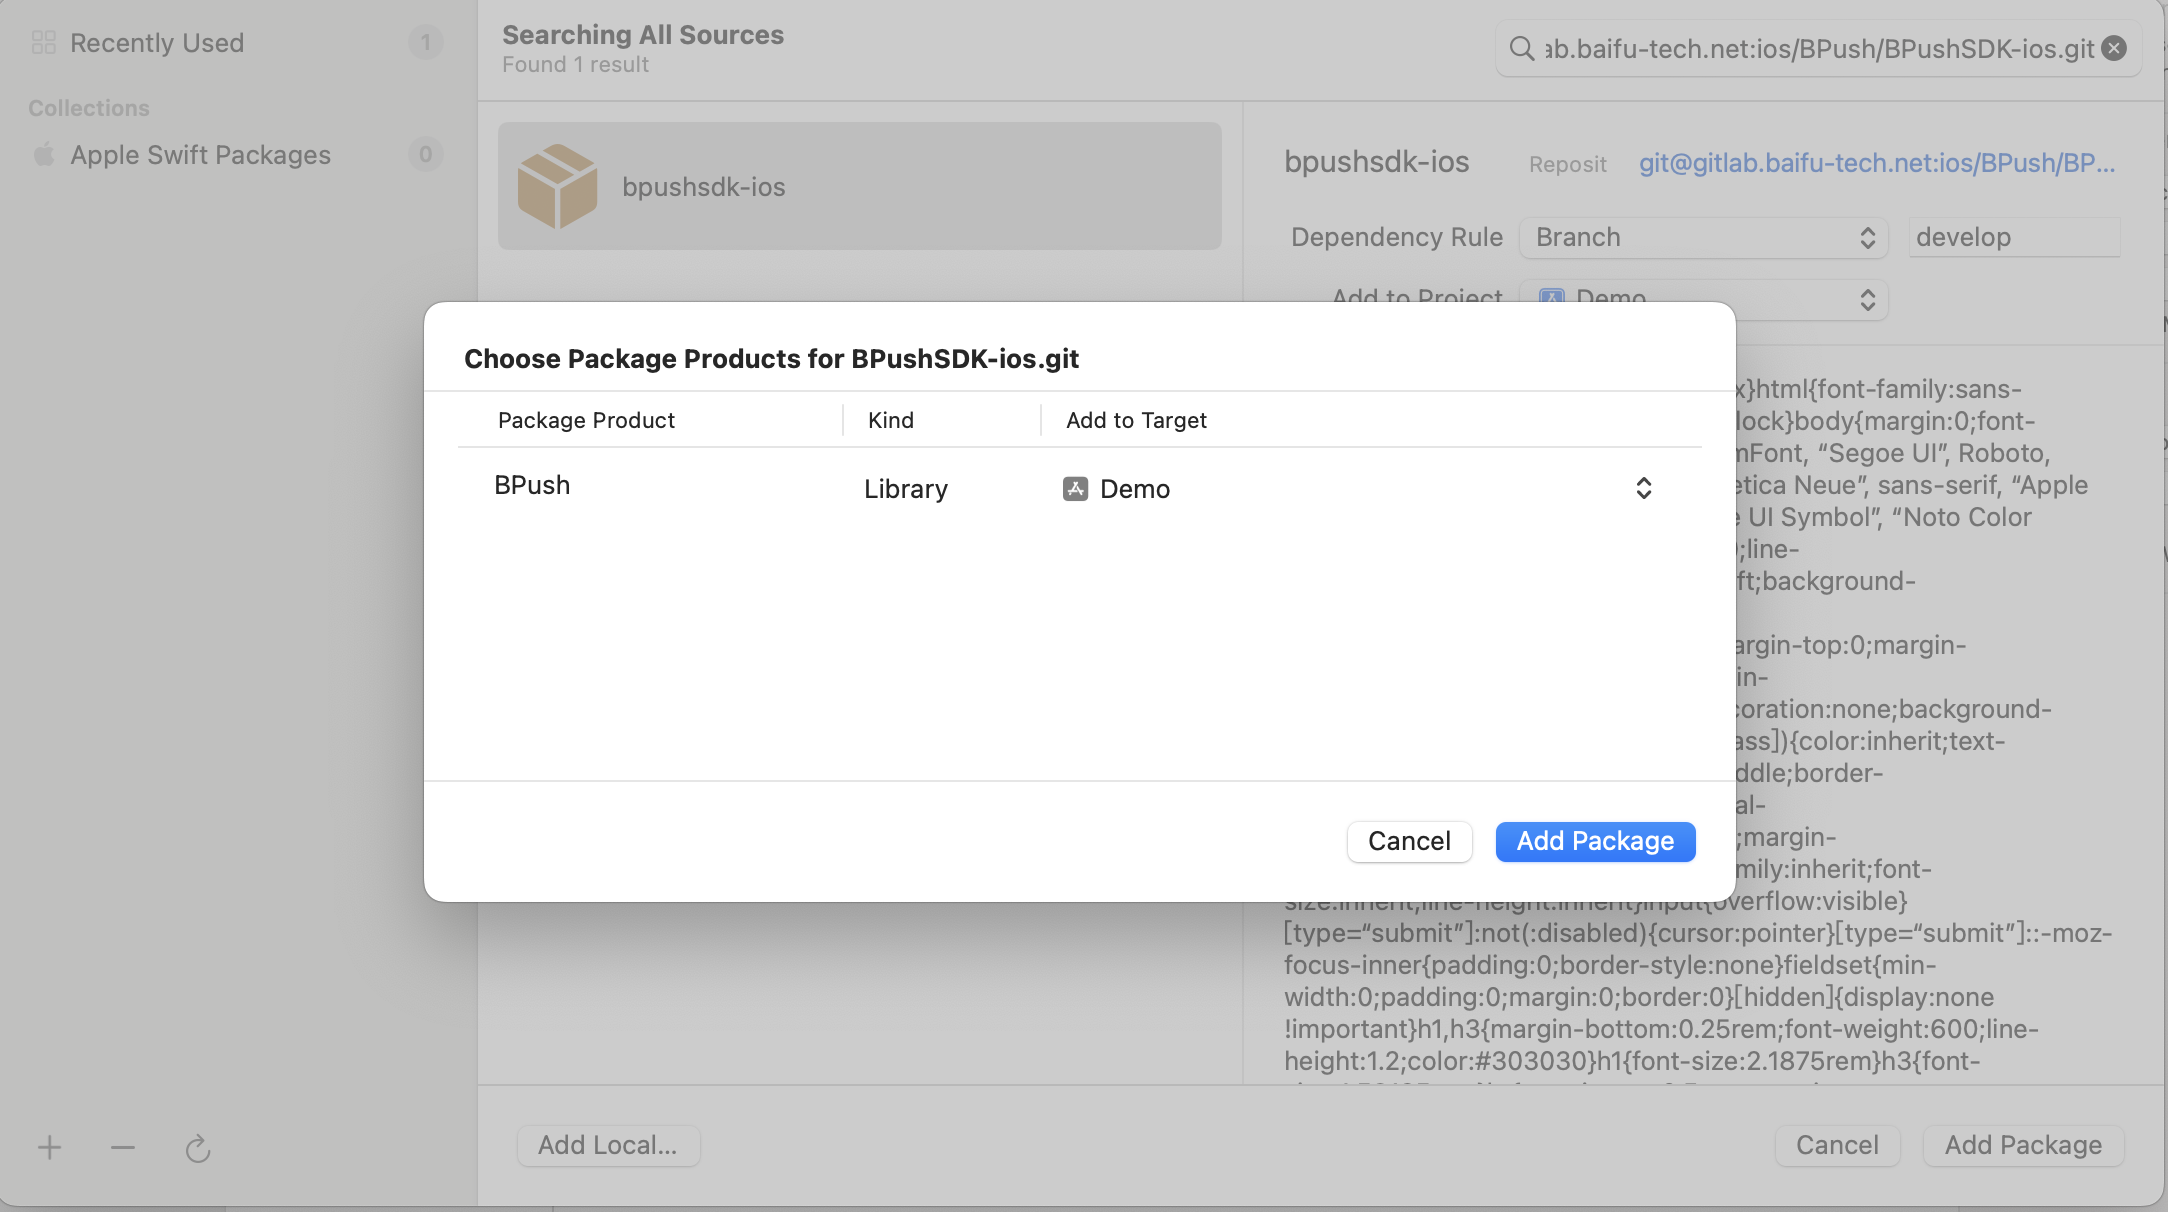 Recently Used
1
Collections
Apple Swift Packages
0
Searching All Sources
Found 1 result
ab.baifu-tech.net:ios/BPush/BPushSDK-ios.git
bpushsdk-ios
bpushsdk-ios
Reposit
git@gitlab.baifu-tech.net:ios/BPush/BP...
Dependency Rule
Branch
develop
Add to Project
Demo
Choose Package Products for BPushSDK-ios.git
Package Product
Kind
Add to Target
BPush
Library
Demo
Cancel
Add Package
x}html{font-family:sans-
lock}body{margin:0;font-
mFont, “Segoe UI”, Roboto,
etica Neue”, sans-serif, “Apple
UI Symbol”, “Noto Color
;line-
ft;background-
argin-top:0;margin-
in-
coration:none;background-
ass]){color:inherit;text-
ddle;border-
al-
;margin-
mily:inherit;font-
size:inherit;line-height:inherit}input{overflow:visible}
[type=“submit”]:not(:disabled){cursor:pointer}[type=“submit”]::-moz-
focus-inner{padding:0;border-style:none}fieldset{min-
width:0;padding:0;margin:0;border:0}[hidden]{display:none
!important}h1,h3{margin-bottom:0.25rem;font-weight:600;line-
height:1.2;color:#303030}h1{font-size:2.1875rem}h3{font-
Add Local...
Cancel
Add Package